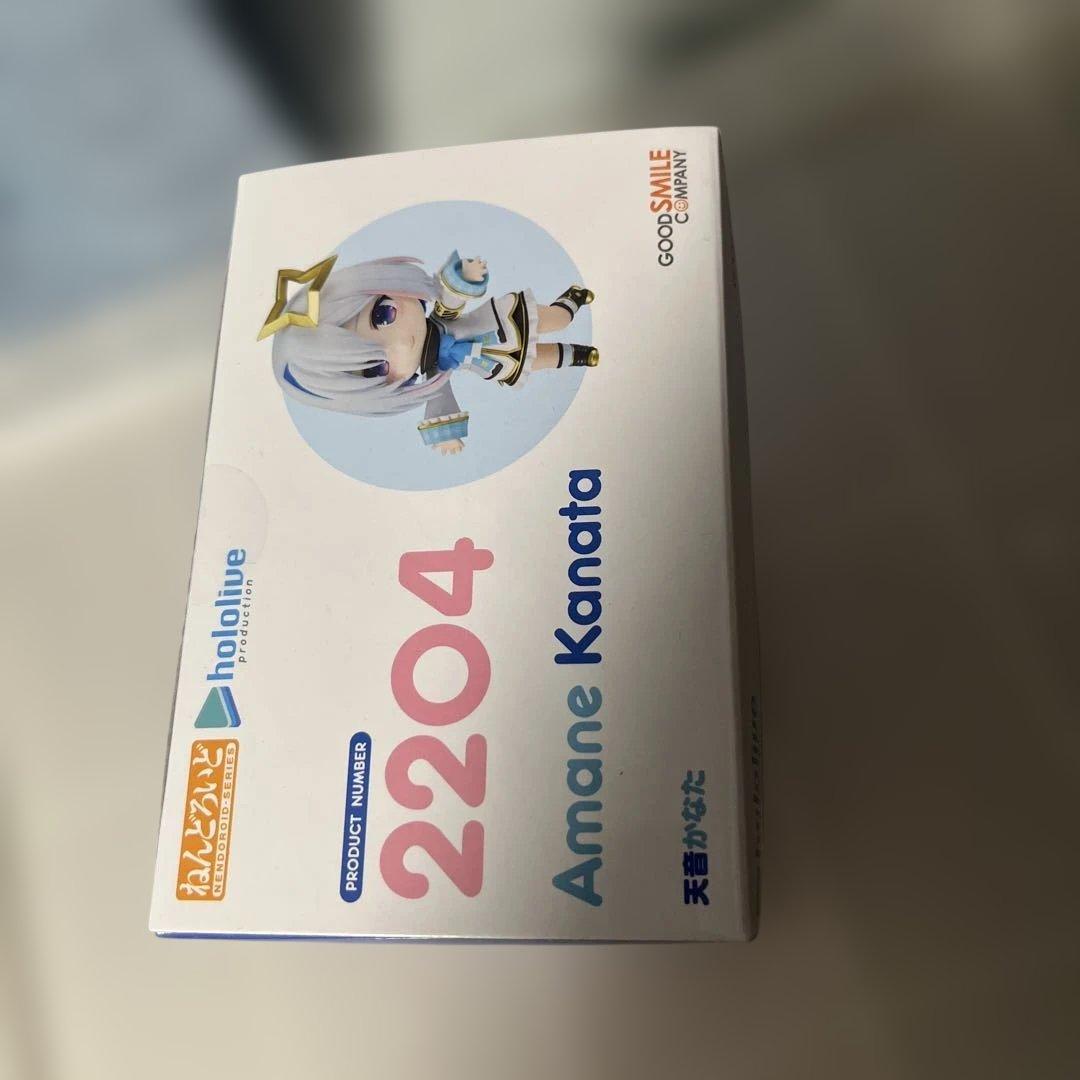 ねんどろいど
NENDOROID-SERIES
hololive
production
PRODUCT NUMBER
2204
Amane Kanata
天音かなた
GOOD SMILE
COMPANY